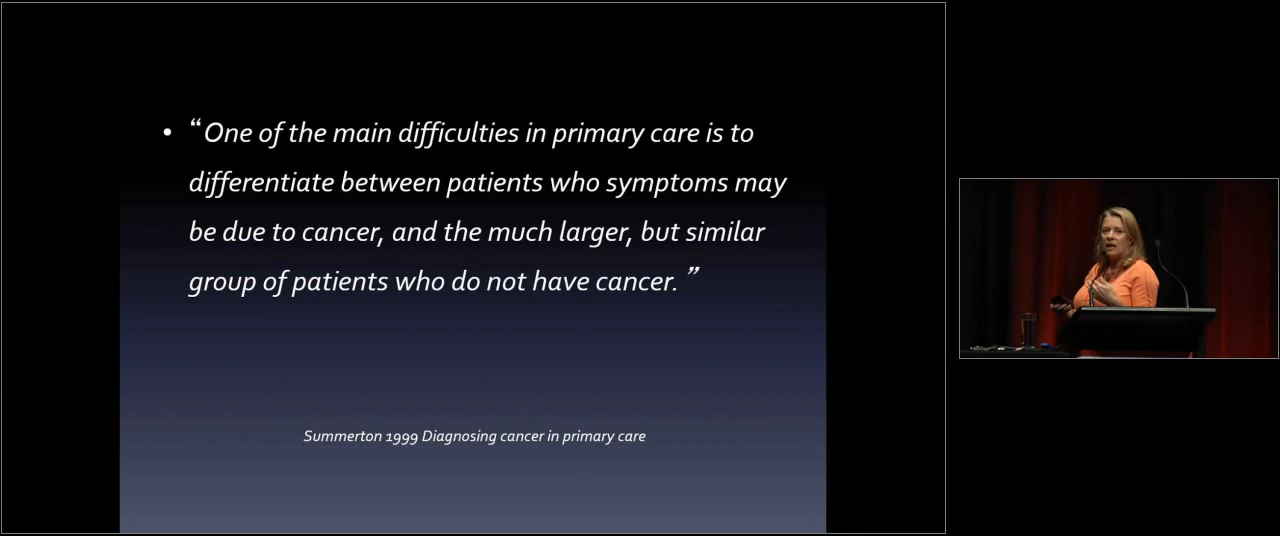 • “One of the main difficulties in primary care is to
differentiate between patients who symptoms may
be due to cancer, and the much larger, but similar
group of patients who do not have cancer. ”
Summerton 1999 Diagnosing cancer in primary care